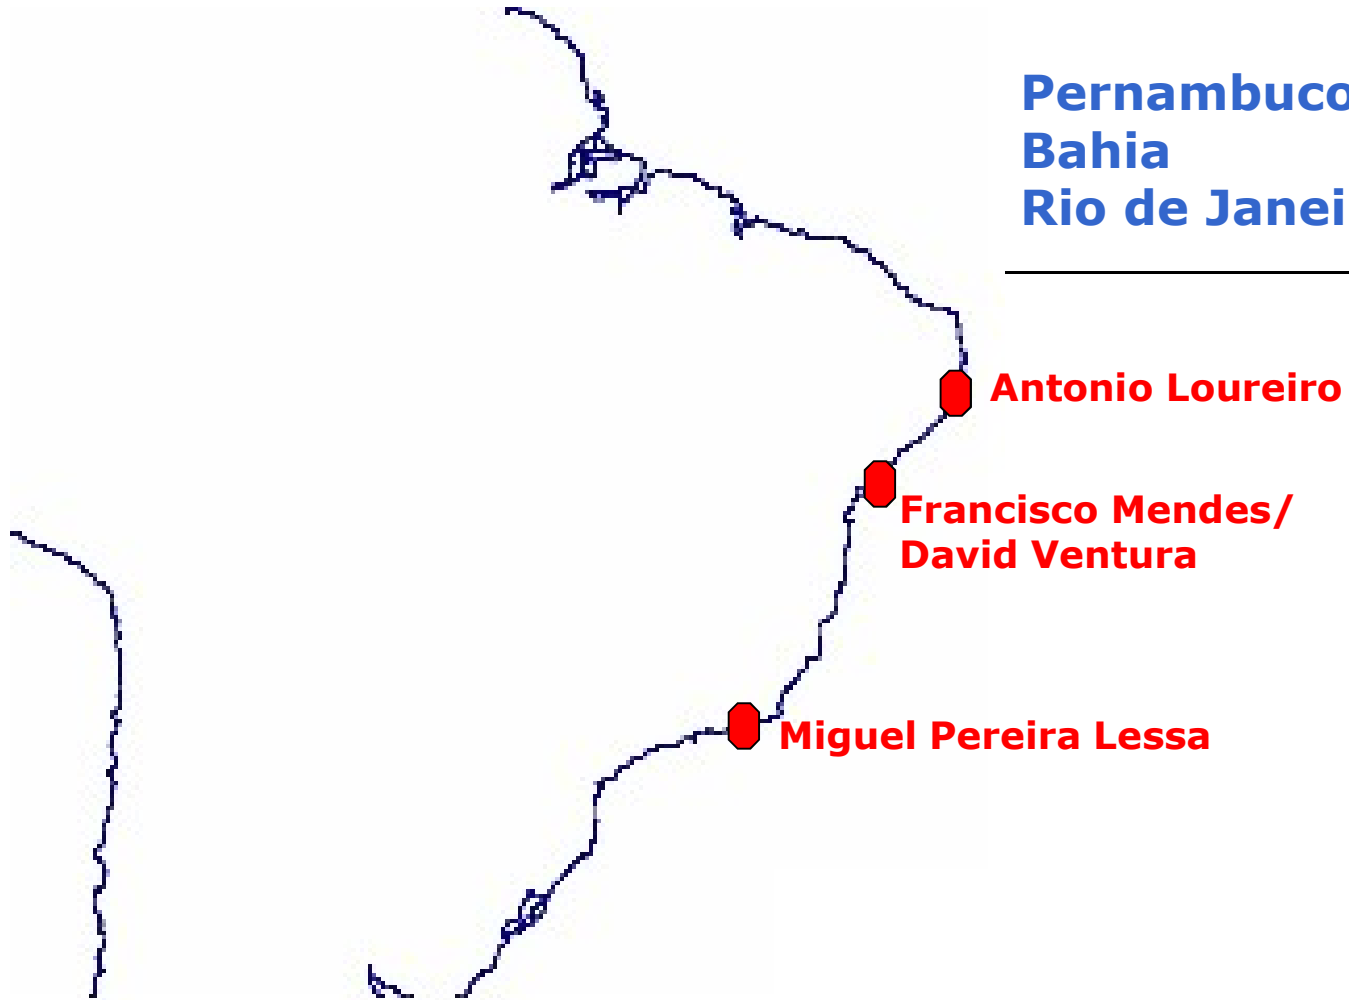 Pernambuco
Bahia
Rio de Janei
Antonio Loureiro
Francisco Mendes/
David Ventura
Miguel Pereira Lessa